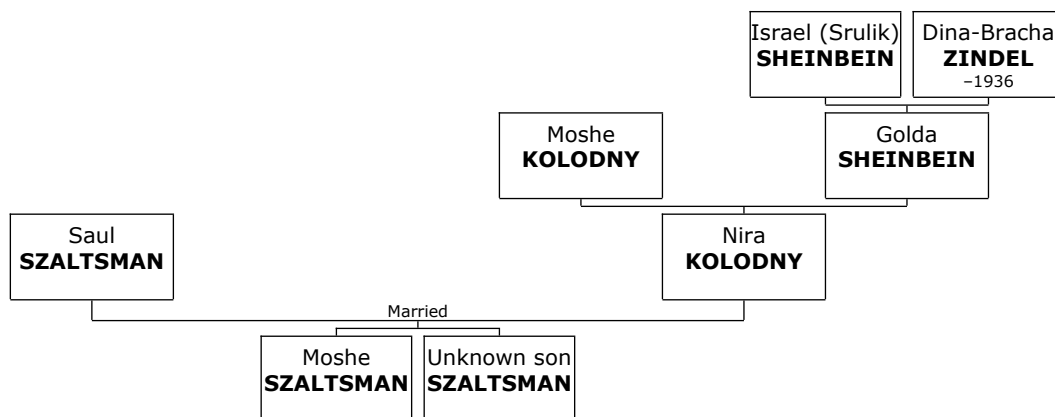 Israel (Srulik)
SHEINBEIN
Dina-Bracha
ZINDEL
–1936
Moshe
KOLODNY
Golda
SHEINBEIN
Saul
SZALTSMAN
Nira
KOLODNY
Married
Moshe
SZALTSMAN
Unknown son
SZALTSMAN